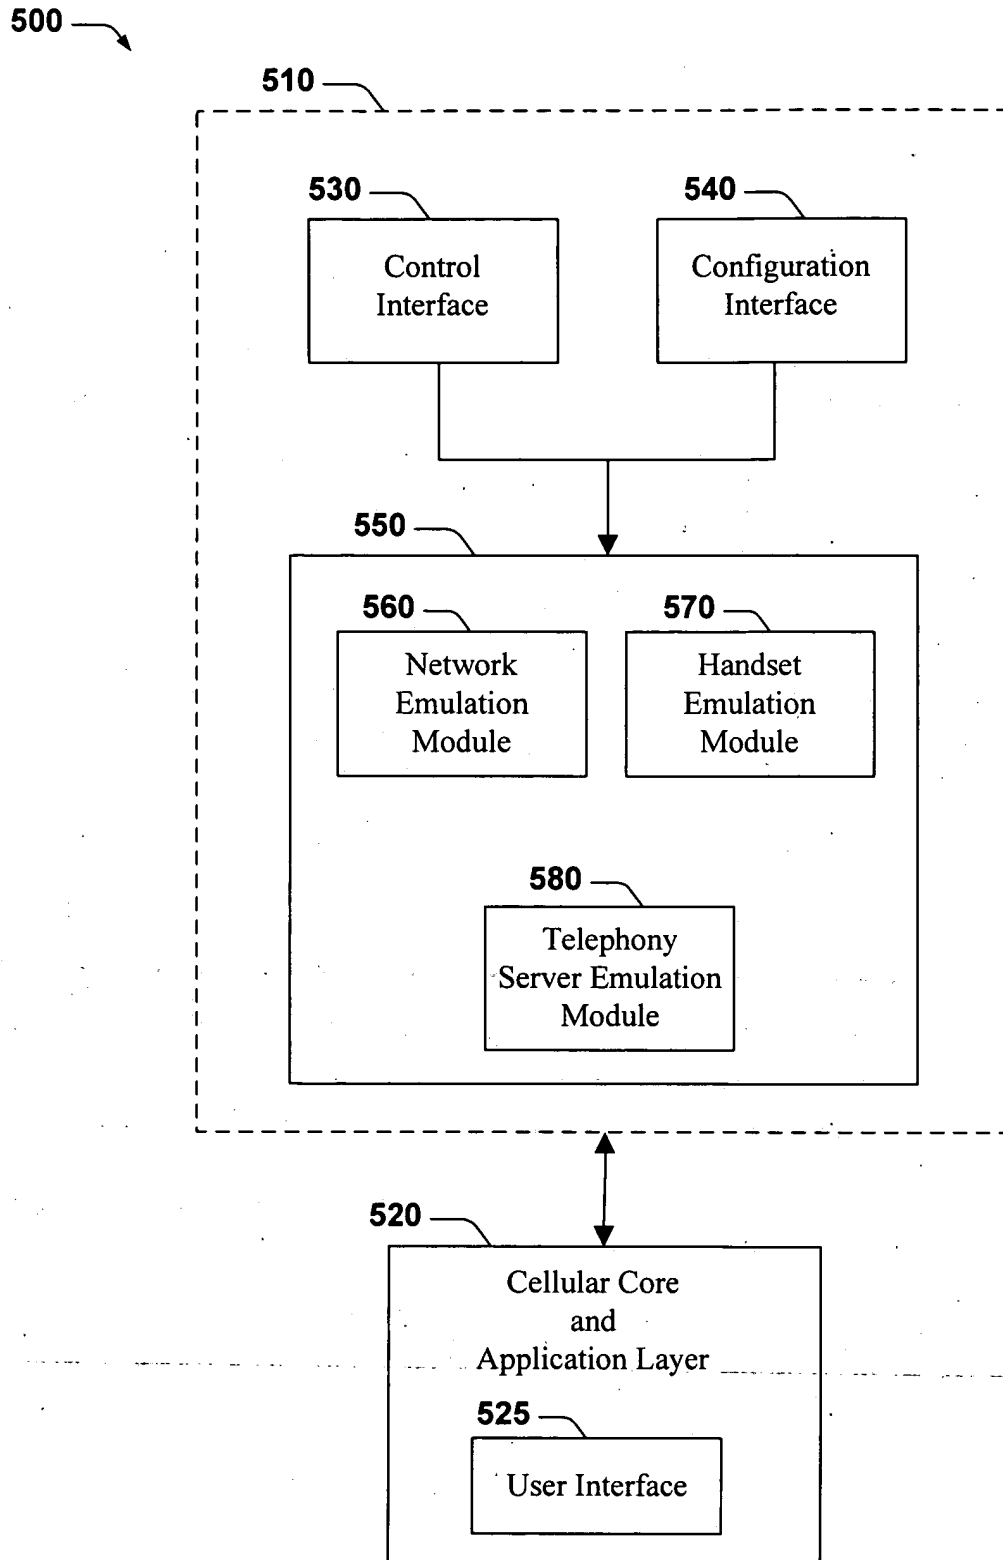 500
510
530
540
Control
Interface
Configuration
Interface
550
560
570
Network
Emulation
Module
Handset
Emulation
Module
580
Telephony
Server Emulation
Module
520
Cellular Core
and
Application Layer
525
User Interface